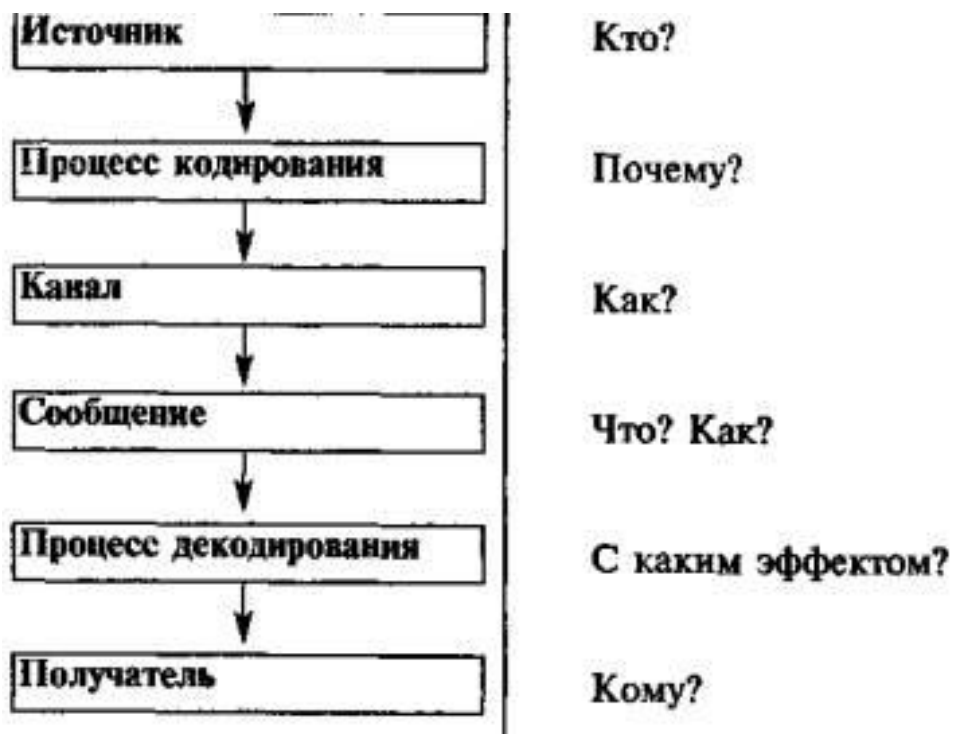 Источник Кто?
Процесс кодирования Почему?
Канал Как?
Сообщение Что? Как?
Процесс декодирования С каким эффектом?
Получатель Кому?